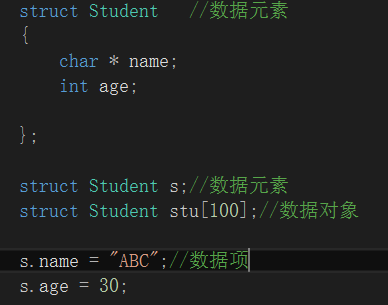 struct Student   //数据元素
{
    char * name;
    int age;
};
struct Student s;//数据元素
struct Student stu[100];//数据对象
s.name = "ABC";//数据项
s.age = 30;